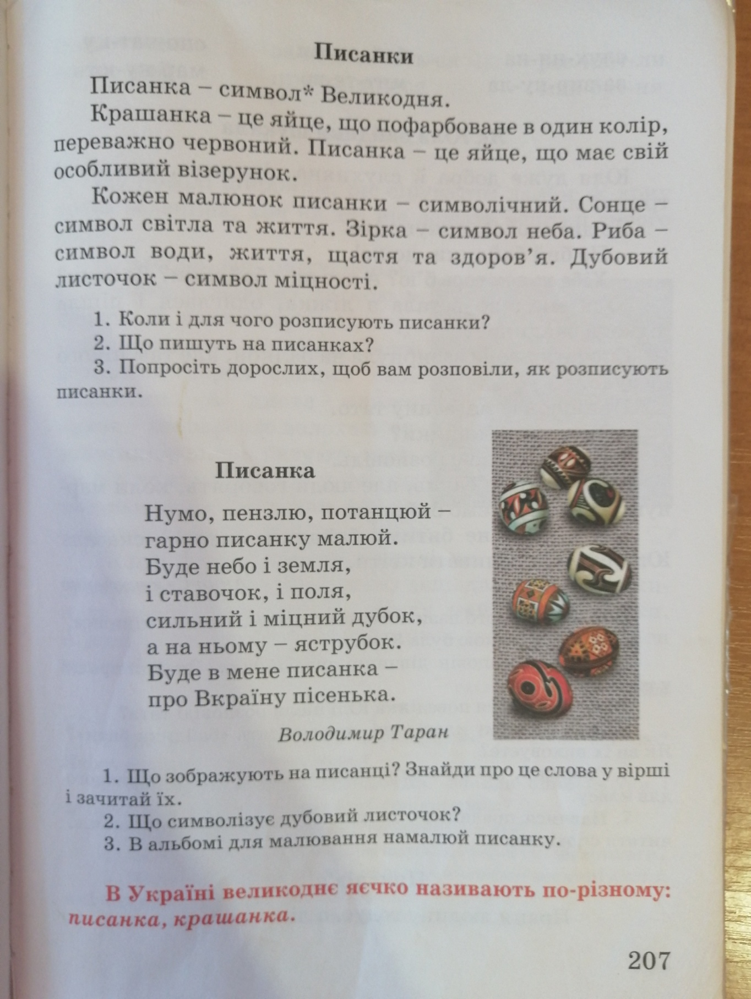 Писанки
Писанка – символ* Великодня.
Крашанка – це яйце, що пофарбоване в один колір,
переважно червоний. Писанка – це яйце, що має свій
особливий візерунок.
Кожен малюнок писанки – символічний. Сонце –
символ світла та життя. Зірка – символ неба. Риба –
символ води, життя, щастя та здоров’я. Дубовий
листочок – символ міцності.
1. Коли і для чого розписують писанки?
2. Що пишуть на писанках?
3. Попросіть дорослих, щоб вам розповіли, як розписують
писанки.
Писанка
Нумо, пензлю, потанцюй –
гарно писанку малюй.
Буде небо і земля,
і ставочок, і поля,
сильний і міцний дубок,
а на ньому – яструбок.
Буде в мене писанка –
про Вкраїну пісенька.
Володимир Таран
1. Що зображують на писанці? Знайди про це слова у вірші
і зачитай їх.
2. Що символізує дубовий листочок?
3. В альбомі для малювання намалюй писанку.
В Україні великоднє яєчко називають по-різному:
писанка, крашанка.
207